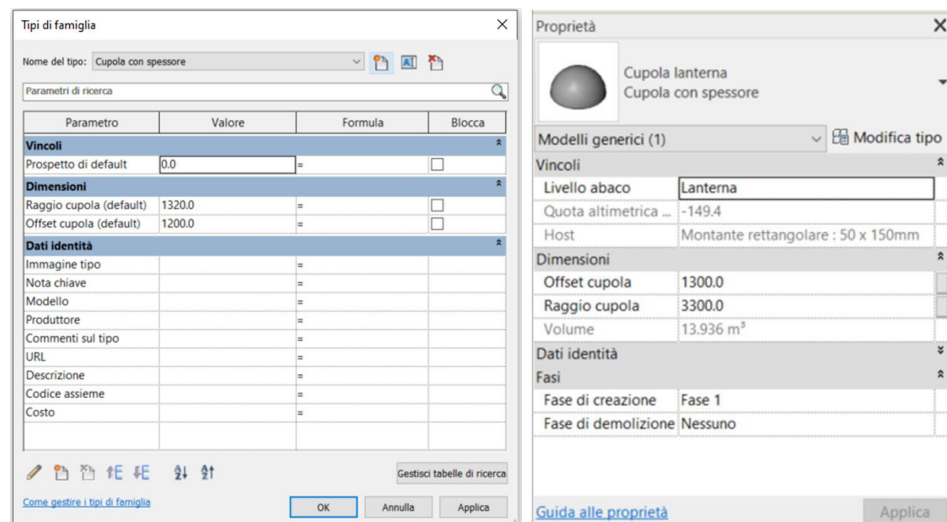 Tipi di famiglia
Nome del tipo: Cupola con spessore
Parametri di ricerca
Parametro Valore Formula Blocca
Vincoli
Prospetto di default 0.0 =
Dimensioni
Raggio cupola (default) 1320.0 =
Offset cupola (default) 1200.0 =
Dati identità
Immagine tipo =
Nota chiave =
Modello =
Produttore =
Commenti sul tipo =
URL =
Descrizione =
Codice assieme =
Costo =
Gestisci tabelle di ricerca
Come gestire i tipi di famiglia
OK Annulla Applica
Proprietà
Cupola lanterna
Cupola con spessore
Modelli generici (1) Modifica tipo
Vincoli
Livello abaco Lanterna
Quota altimetrica ... -149.4
Host Montante rettangolare : 50 x 150mm
Dimensioni
Offset cupola 1300.0
Raggio cupola 3300.0
Volume 13.936 m³
Dati identità
Fasi
Fase di creazione Fase 1
Fase di demolizione Nessuno
Guida alle proprietà Applica